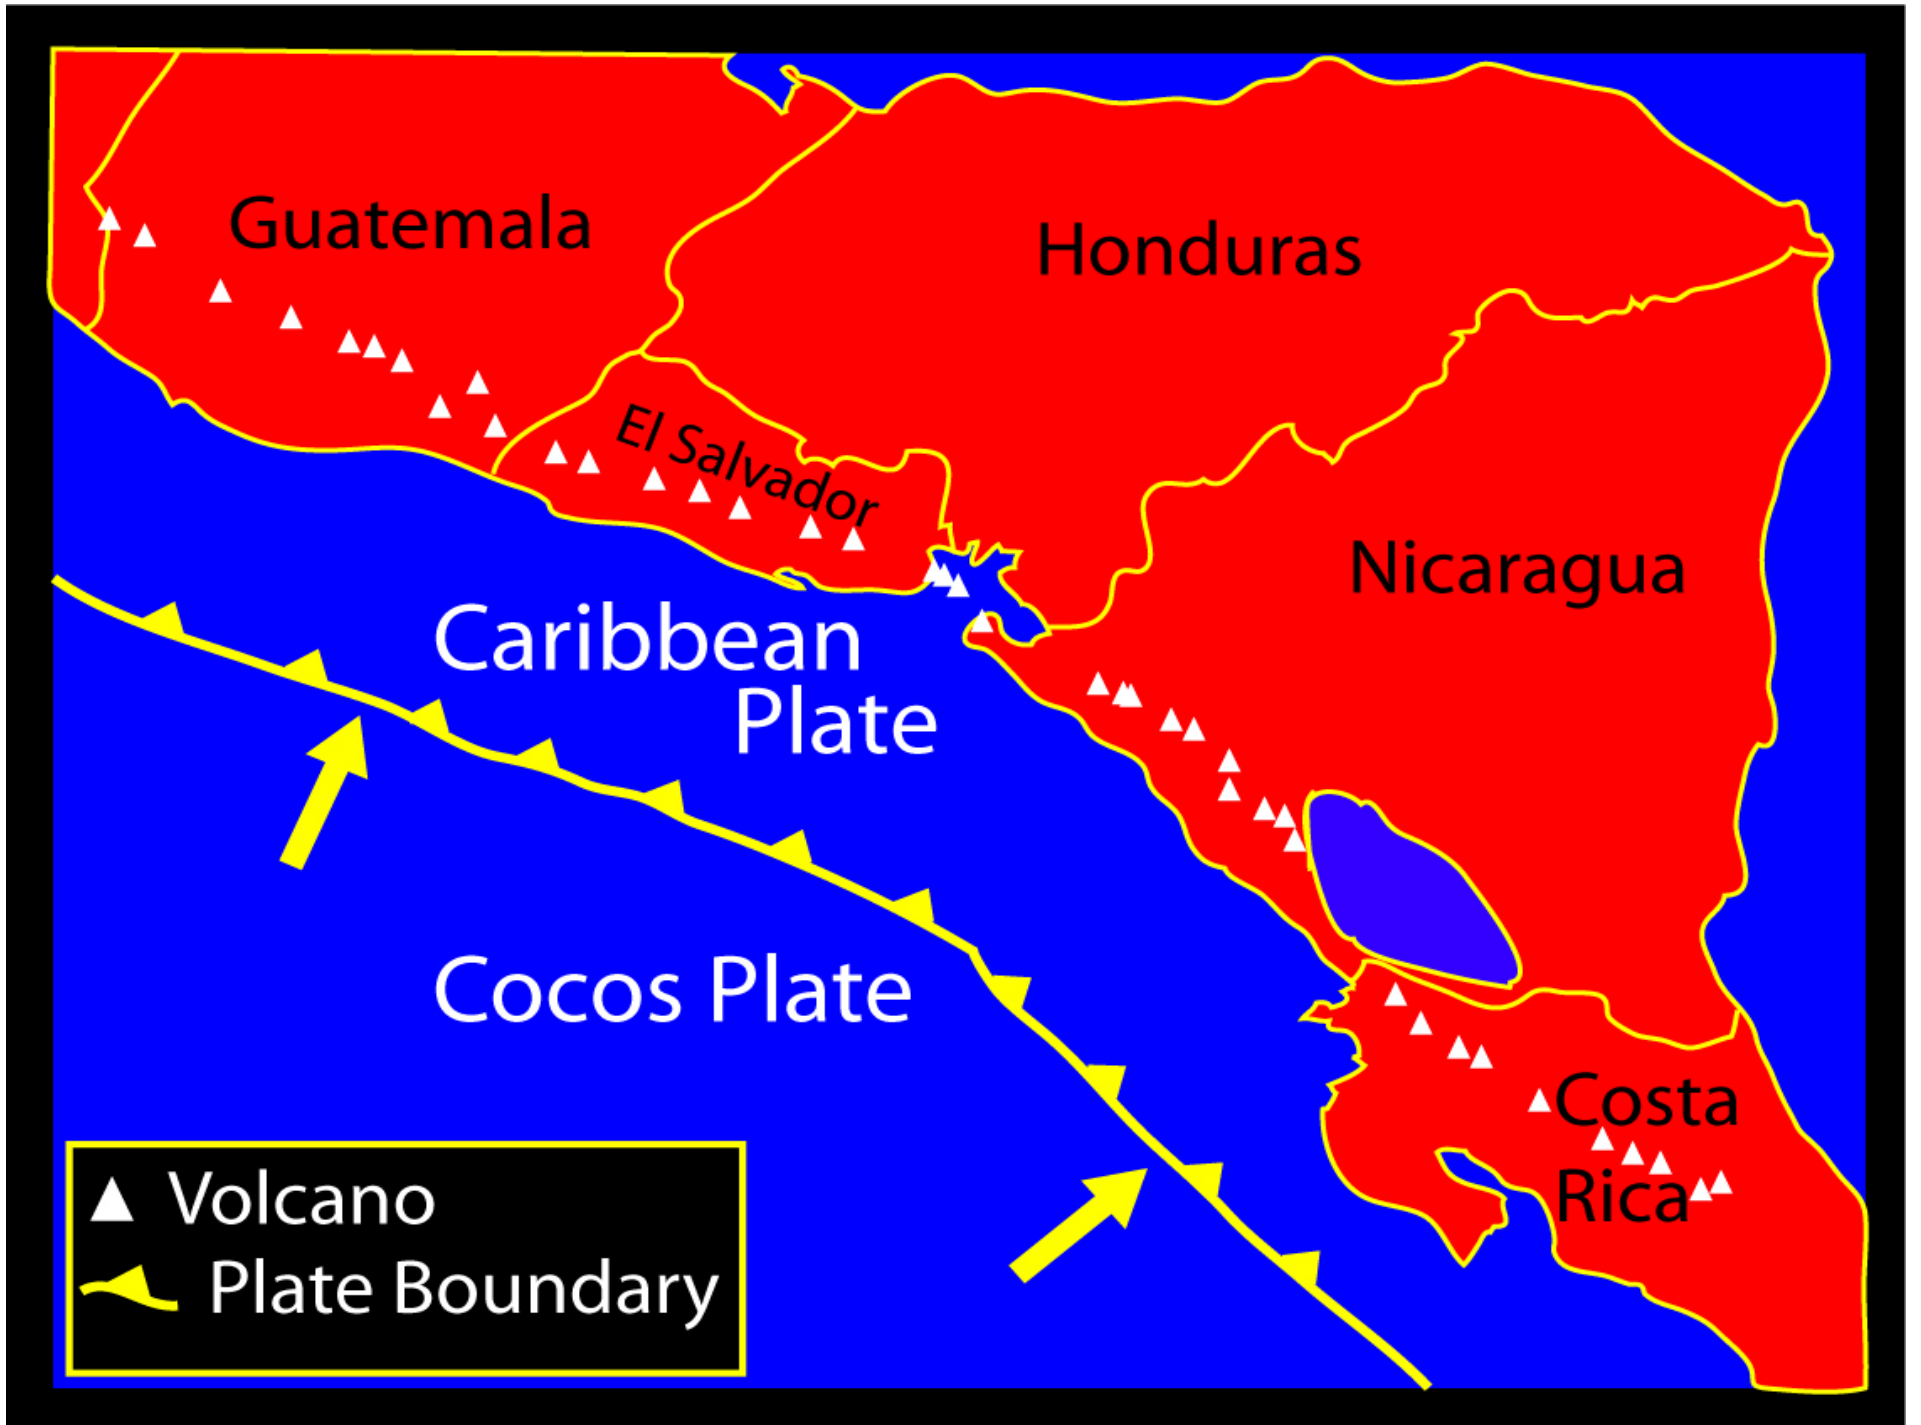 Guatemala
Honduras
El Salvador
Nicaragua
Caribbean
Plate
Cocos Plate
Costa
Rica
Volcano
Plate Boundary